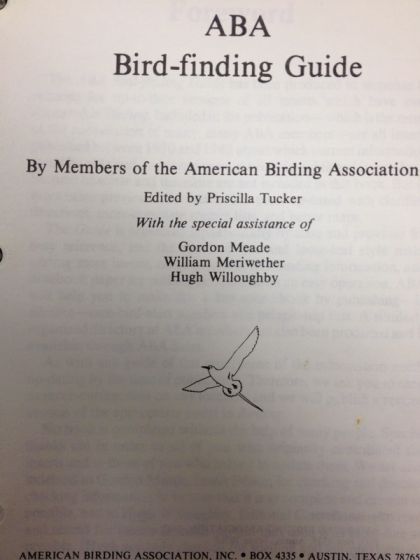 ABA
Bird-finding Guide
By Members of the American Birding Association
Edited by Priscilla Tucker
With the special assistance of
Gordon Meade
William Meriwether
Hugh Willoughby
AMERICAN BIRDING ASSOCIATION, INC. • BOX 4335 • AUSTIN, TEXAS 78765